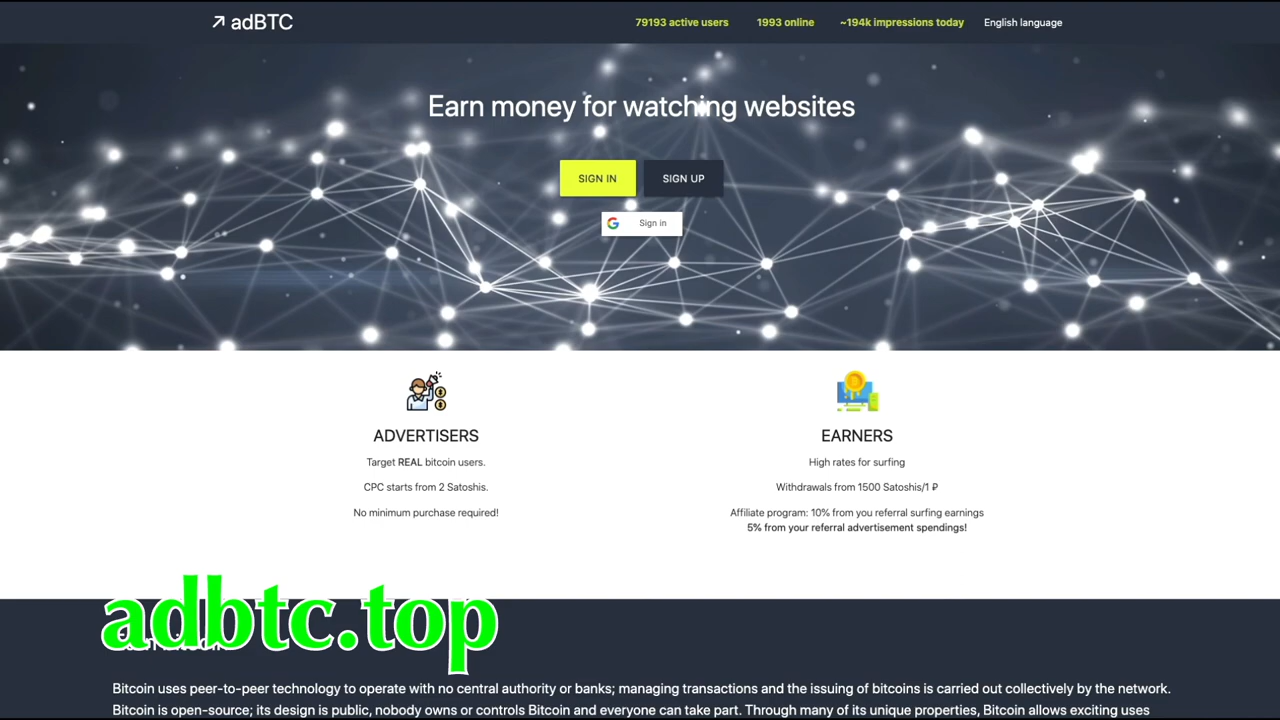 adBTC
79193 active users
1993 online
~194k impressions today
English language
Earn money for watching websites
SIGN IN
SIGN UP
Sign in
ADVERTISERS
Target REAL bitcoin users.
CPC starts from 2 Satoshis.
No minimum purchase required!
EARNERS
High rates for surfing
Withdrawals from 1500 Satoshis/1 ₽
Affiliate program: 10% from you referral surfing earnings
5% from your referral advertisement spendings!
adbtc.top
Bitcoin uses peer-to-peer technology to operate with no central authority or banks; managing transactions and the issuing of bitcoins is carried out collectively by the network.
Bitcoin is open-source; its design is public, nobody owns or controls Bitcoin and everyone can take part. Through many of its unique properties, Bitcoin allows exciting uses